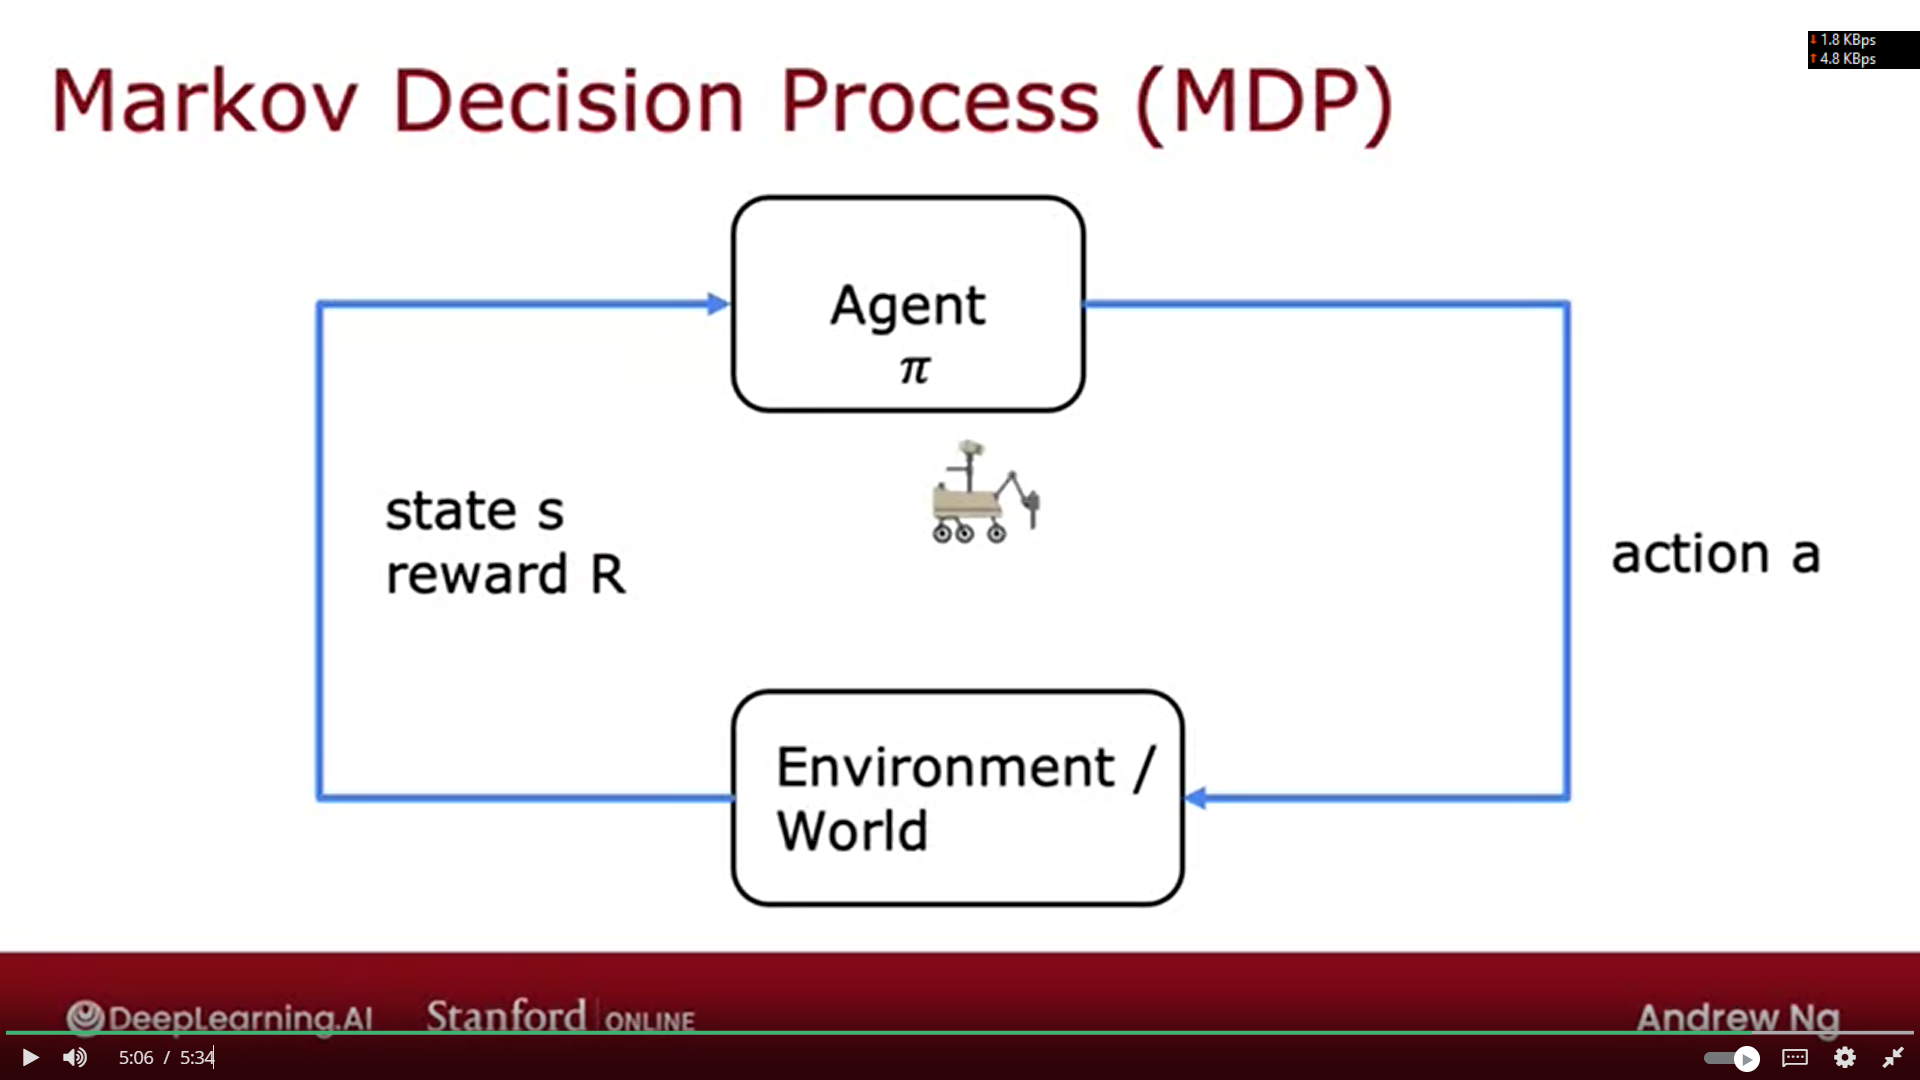 ↓ 1.8 KBps
↑ 4.8 KBps
Markov Decision Process (MDP)
Agent
π
state s
reward R
action a
Environment /
World
DeepLearning.AI
Stanford | ONLINE
Andrew Ng
5:06 / 5:34